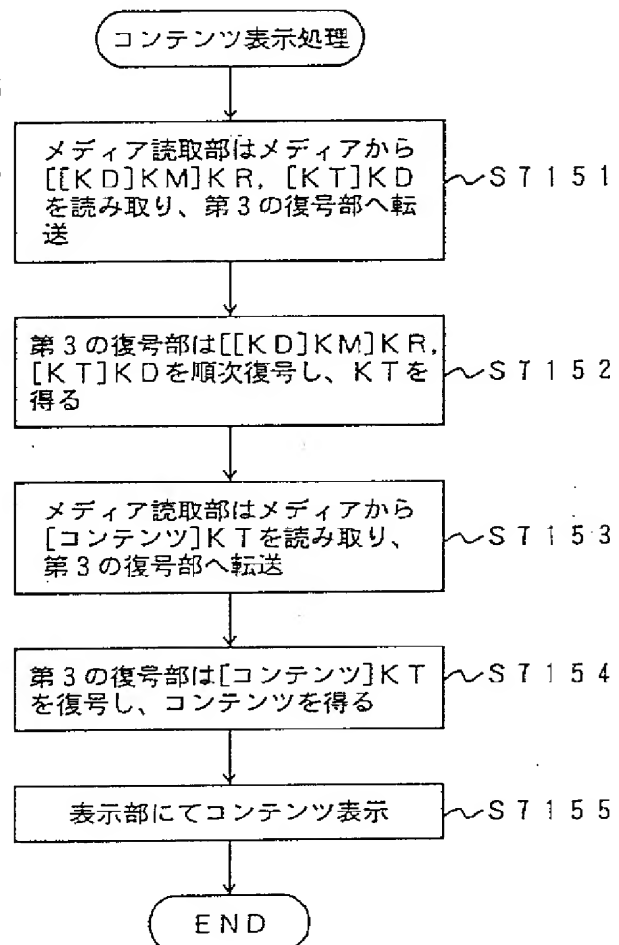 コンテンツ表示処理
メディア読取部はメディアから
[[KD]KM]KR, [KT]KD
を読み取り、第3の復号部へ転
送
S7151
第3の復号部は[[KD]KM]KR,
[KT]KDを順次復号し、KTを
得る
S7152
メディア読取部はメディアから
[コンテンツ]KTを読み取り、
第3の復号部へ転送
S7153
第3の復号部は[コンテンツ]KT
を復号し、コンテンツを得る
S7154
表示部にてコンテンツ表示
S7155
END